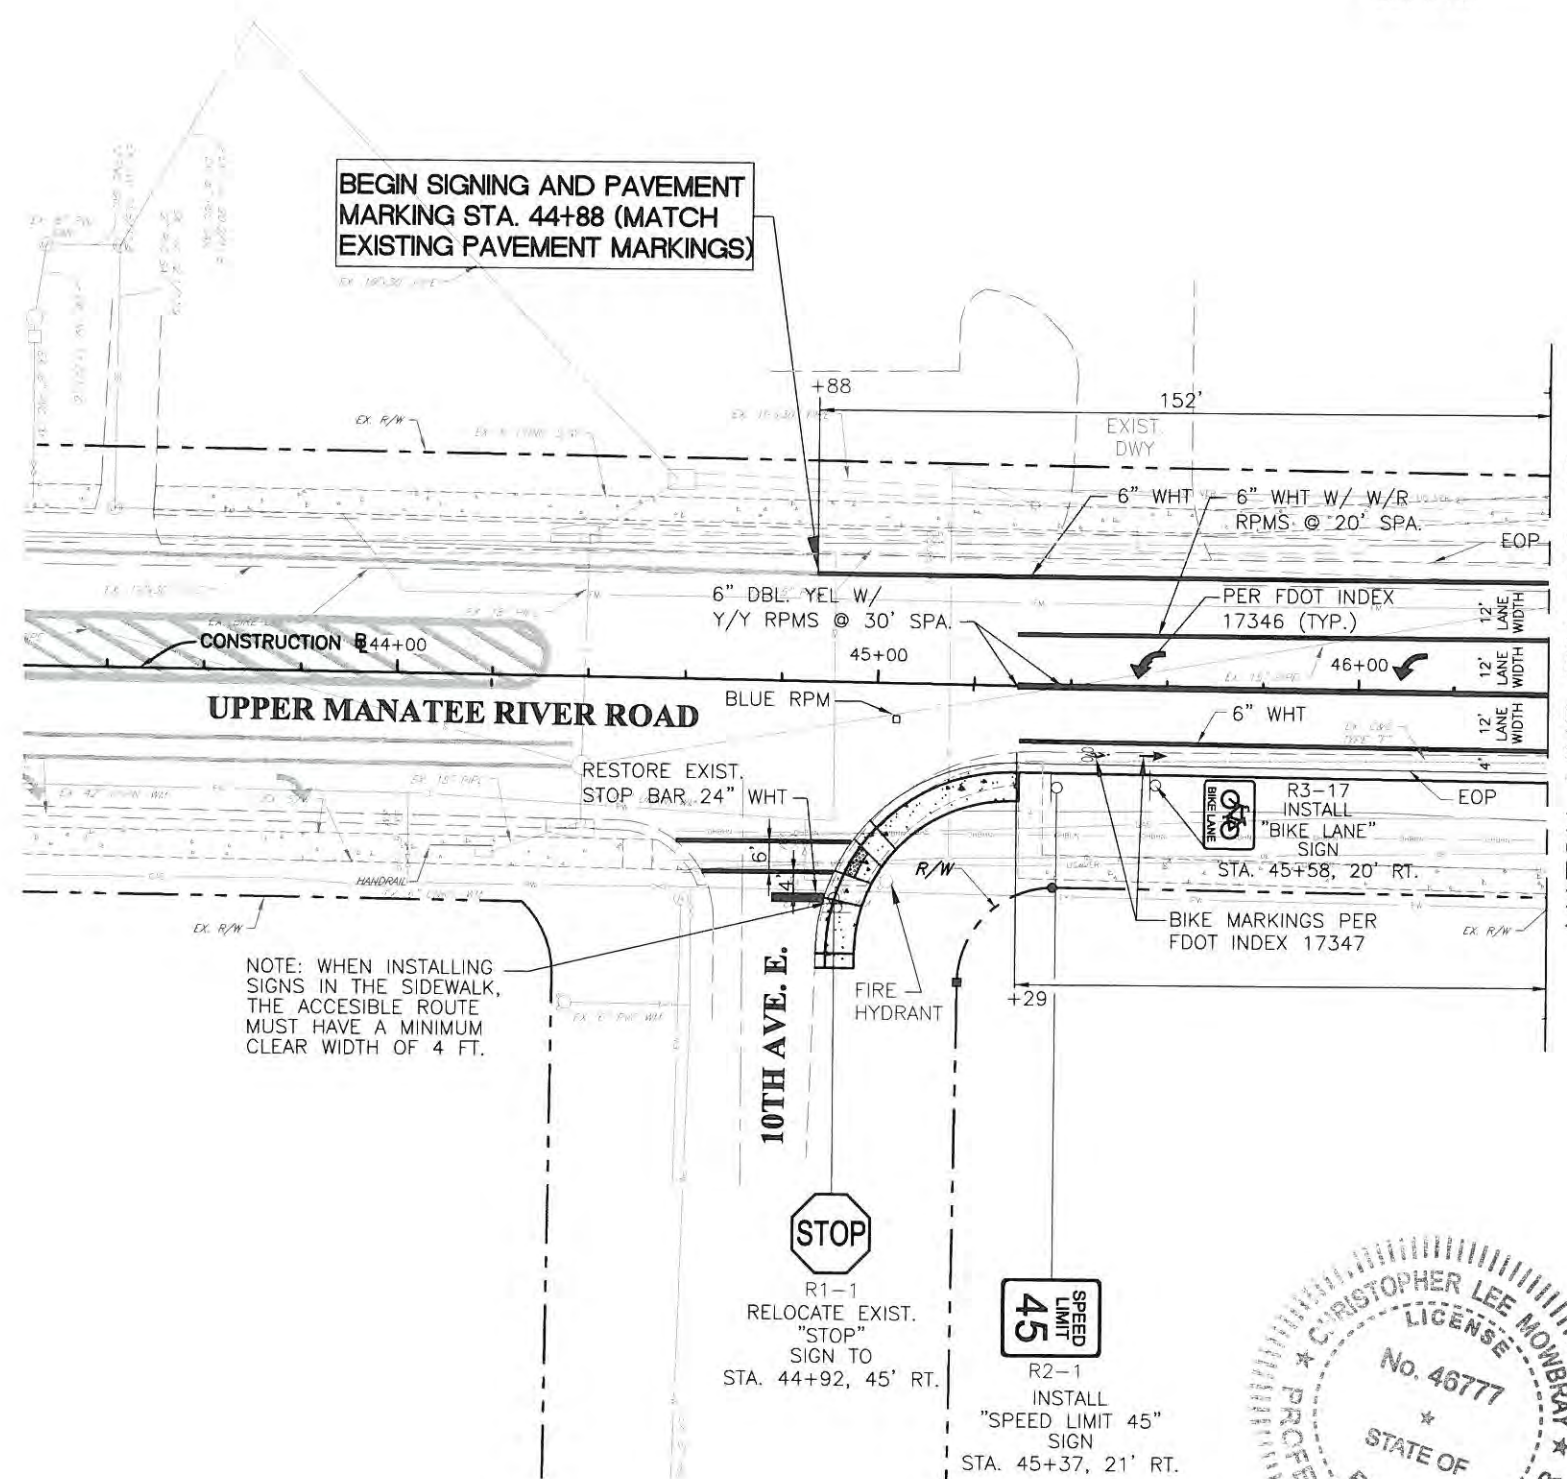 BEGIN SIGNING AND PAVEMENT
MARKING STA. 44+88 (MATCH
EXISTING PAVEMENT MARKINGS)
+88
152'
EXIST.
DWY
EX. R/W
6" WHT
6" WHT W/ W/R
RPMS @ 20' SPA.
EOP
6" DBL. YEL W/
Y/Y RPMS @ 30' SPA.
PER FDOT INDEX
17346 (TYP.)
12'
LANE
WIDTH
12'
LANE
WIDTH
12'
LANE
WIDTH
4'
CONSTRUCTION ℄ 44+00
45+00
46+00
UPPER MANATEE RIVER ROAD
BLUE RPM
6" WHT
RESTORE EXIST.
STOP BAR 24" WHT
EX. 18" PIPE
6'
4'
R/W
BIKE LANE
R3-17
INSTALL
"BIKE LANE"
SIGN
STA. 45+58, 20' RT.
EOP
HANDRAIL
EX. R/W
BIKE MARKINGS PER
FDOT INDEX 17347
EX. R/W
NOTE: WHEN INSTALLING
SIGNS IN THE SIDEWALK,
THE ACCESIBLE ROUTE
MUST HAVE A MINIMUM
CLEAR WIDTH OF 4 FT.
FIRE
HYDRANT
+29
10TH AVE. E.
STOP
R1-1
RELOCATE EXIST.
"STOP"
SIGN TO
STA. 44+92, 45' RT.
SPEED
LIMIT
45
R2-1
INSTALL
"SPEED LIMIT 45"
SIGN
STA. 45+37, 21' RT.
CHRISTOPHER LEE MOWBRAY
LICENSE
No. 46777
STATE OF